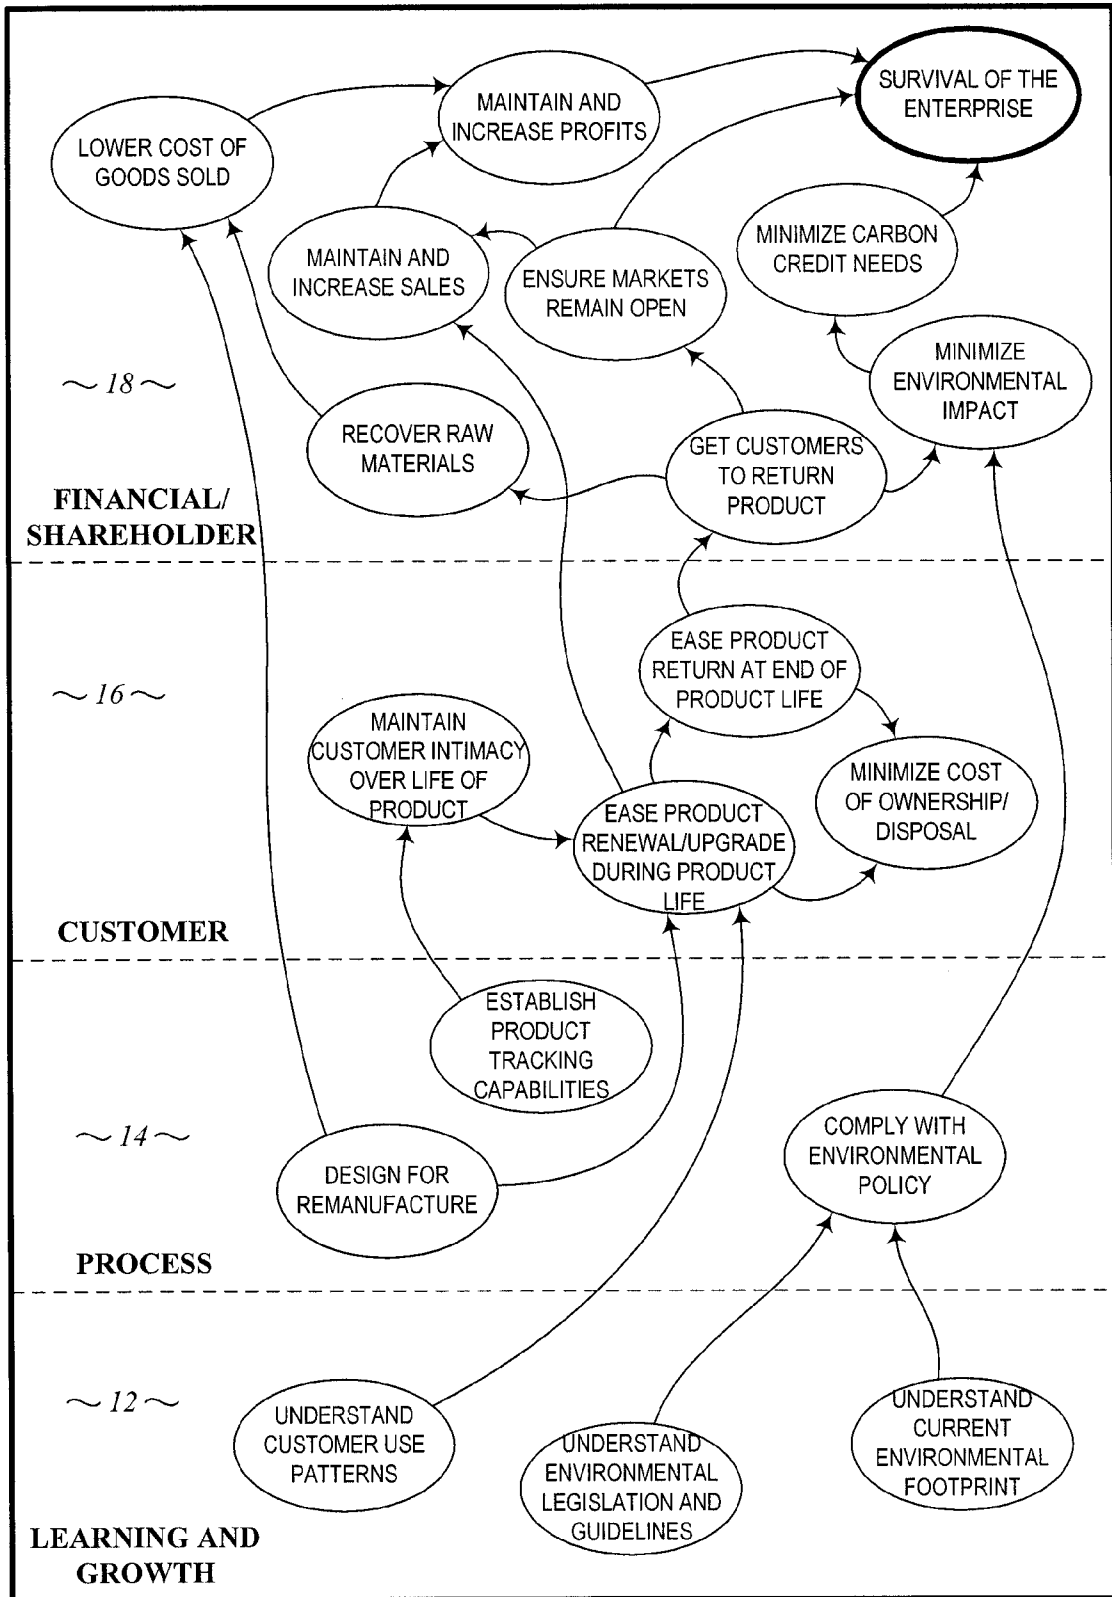 SURVIVAL OF THE
ENTERPRISE
MAINTAIN AND
INCREASE PROFITS
LOWER COST OF
GOODS SOLD
MINIMIZE CARBON
CREDIT NEEDS
MAINTAIN AND
INCREASE SALES
ENSURE MARKETS
REMAIN OPEN
MINIMIZE
ENVIRONMENTAL
IMPACT
~18~
RECOVER RAW
MATERIALS
GET CUSTOMERS
TO RETURN
PRODUCT
FINANCIAL/
SHAREHOLDER
EASE PRODUCT
RETURN AT END OF
PRODUCT LIFE
~16~
MAINTAIN
CUSTOMER INTIMACY
OVER LIFE OF
PRODUCT
MINIMIZE COST
OF OWNERSHIP/
DISPOSAL
EASE PRODUCT
RENEWAL/UPGRADE
DURING PRODUCT
LIFE
CUSTOMER
ESTABLISH
PRODUCT
TRACKING
CAPABILITIES
~14~
COMPLY WITH
ENVIRONMENTAL
POLICY
DESIGN FOR
REMANUFACTURE
PROCESS
~12~
UNDERSTAND
CUSTOMER USE
PATTERNS
UNDERSTAND
ENVIRONMENTAL
LEGISLATION AND
GUIDELINES
UNDERSTAND
CURRENT
ENVIRONMENTAL
FOOTPRINT
LEARNING AND
GROWTH